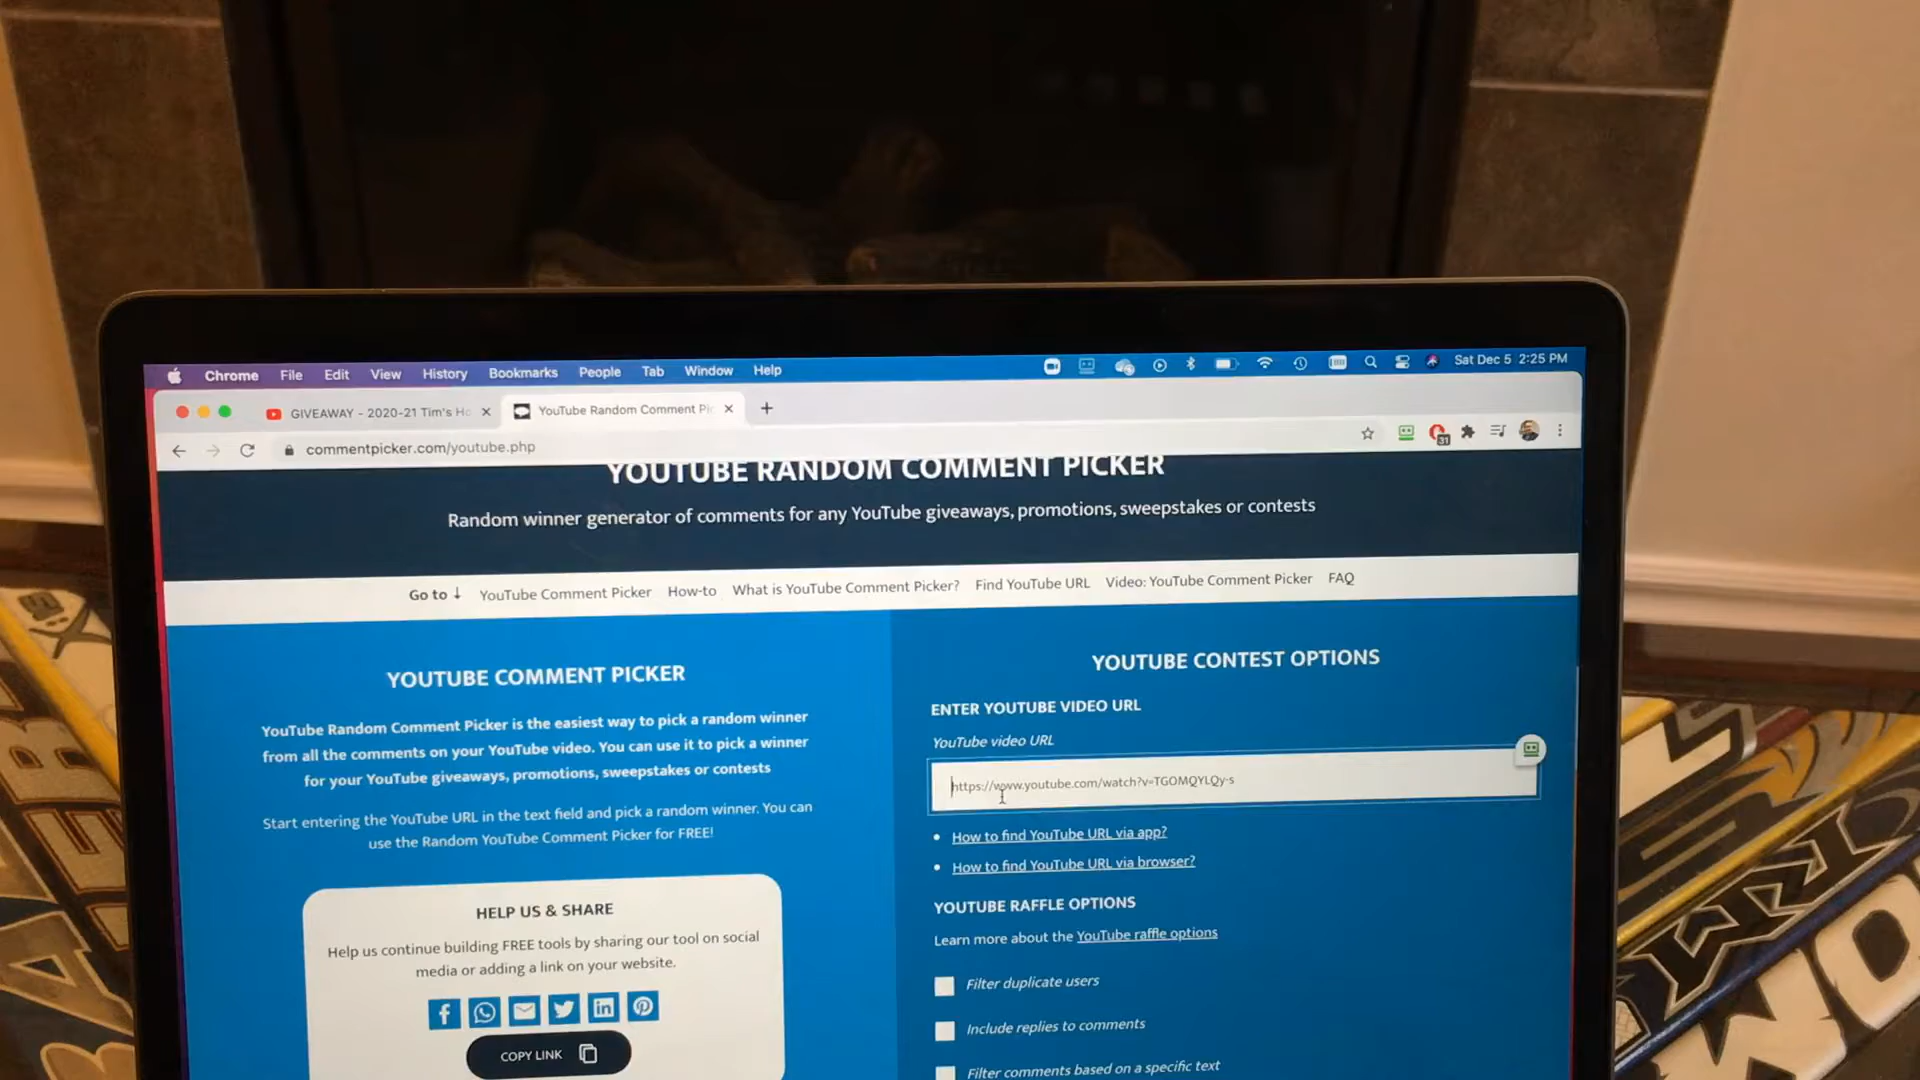 Chrome File Edit View History Bookmarks People Tab Window Help Sat Dec 5 2:25 PM
GIVEAWAY - 2020-21 Tim's Ho
YouTube Random Comment Pi
commentpicker.com/youtube.php
31
YOUTUBE RANDOM COMMENT PICKER
Random winner generator of comments for any YouTube giveaways, promotions, sweepstakes or contests
Go to ↓ YouTube Comment Picker How-to What is YouTube Comment Picker? Find YouTube URL Video: YouTube Comment Picker FAQ
YOUTUBE COMMENT PICKER
YouTube Random Comment Picker is the easiest way to pick a random winner
from all the comments on your YouTube video. You can use it to pick a winner
for your YouTube giveaways, promotions, sweepstakes or contests
Start entering the YouTube URL in the text field and pick a random winner. You can
use the Random YouTube Comment Picker for FREE!
HELP US & SHARE
Help us continue building FREE tools by sharing our tool on social
media or adding a link on your website.
COPY LINK
YOUTUBE CONTEST OPTIONS
ENTER YOUTUBE VIDEO URL
YouTube video URL
https://www.youtube.com/watch?v=TGOMQYLQy-s
How to find YouTube URL via app?
How to find YouTube URL via browser?
YOUTUBE RAFFLE OPTIONS
Learn more about the YouTube raffle options
Filter duplicate users
Include replies to comments
Filter comments based on a specific text